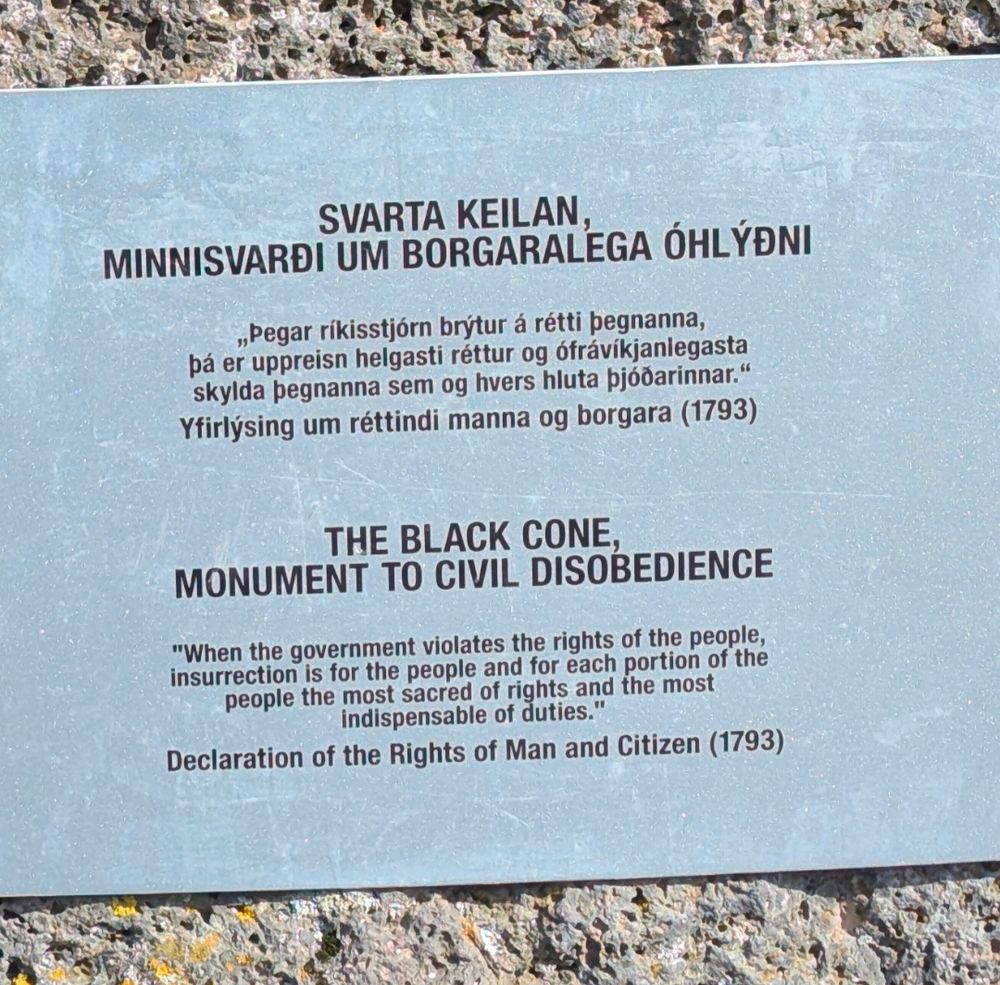 SVARTA KEILAN,
MINNISVARÐI UM BORGARALEGA ÓHLÝÐNI
„Þegar ríkisstjórn brýtur á rétti þegnanna,
þá er uppreisn helgasti réttur og ófrávíkjanlegasta
skylda þegnanna sem og hvers hluta þjóðarinnar.“
Yfirlýsing um réttindi manna og borgara (1793)
THE BLACK CONE,
MONUMENT TO CIVIL DISOBEDIENCE
"When the government violates the rights of the people,
insurrection is for the people and for each portion of the
people the most sacred of rights and the most
indispensable of duties."
Declaration of the Rights of Man and Citizen (1793)